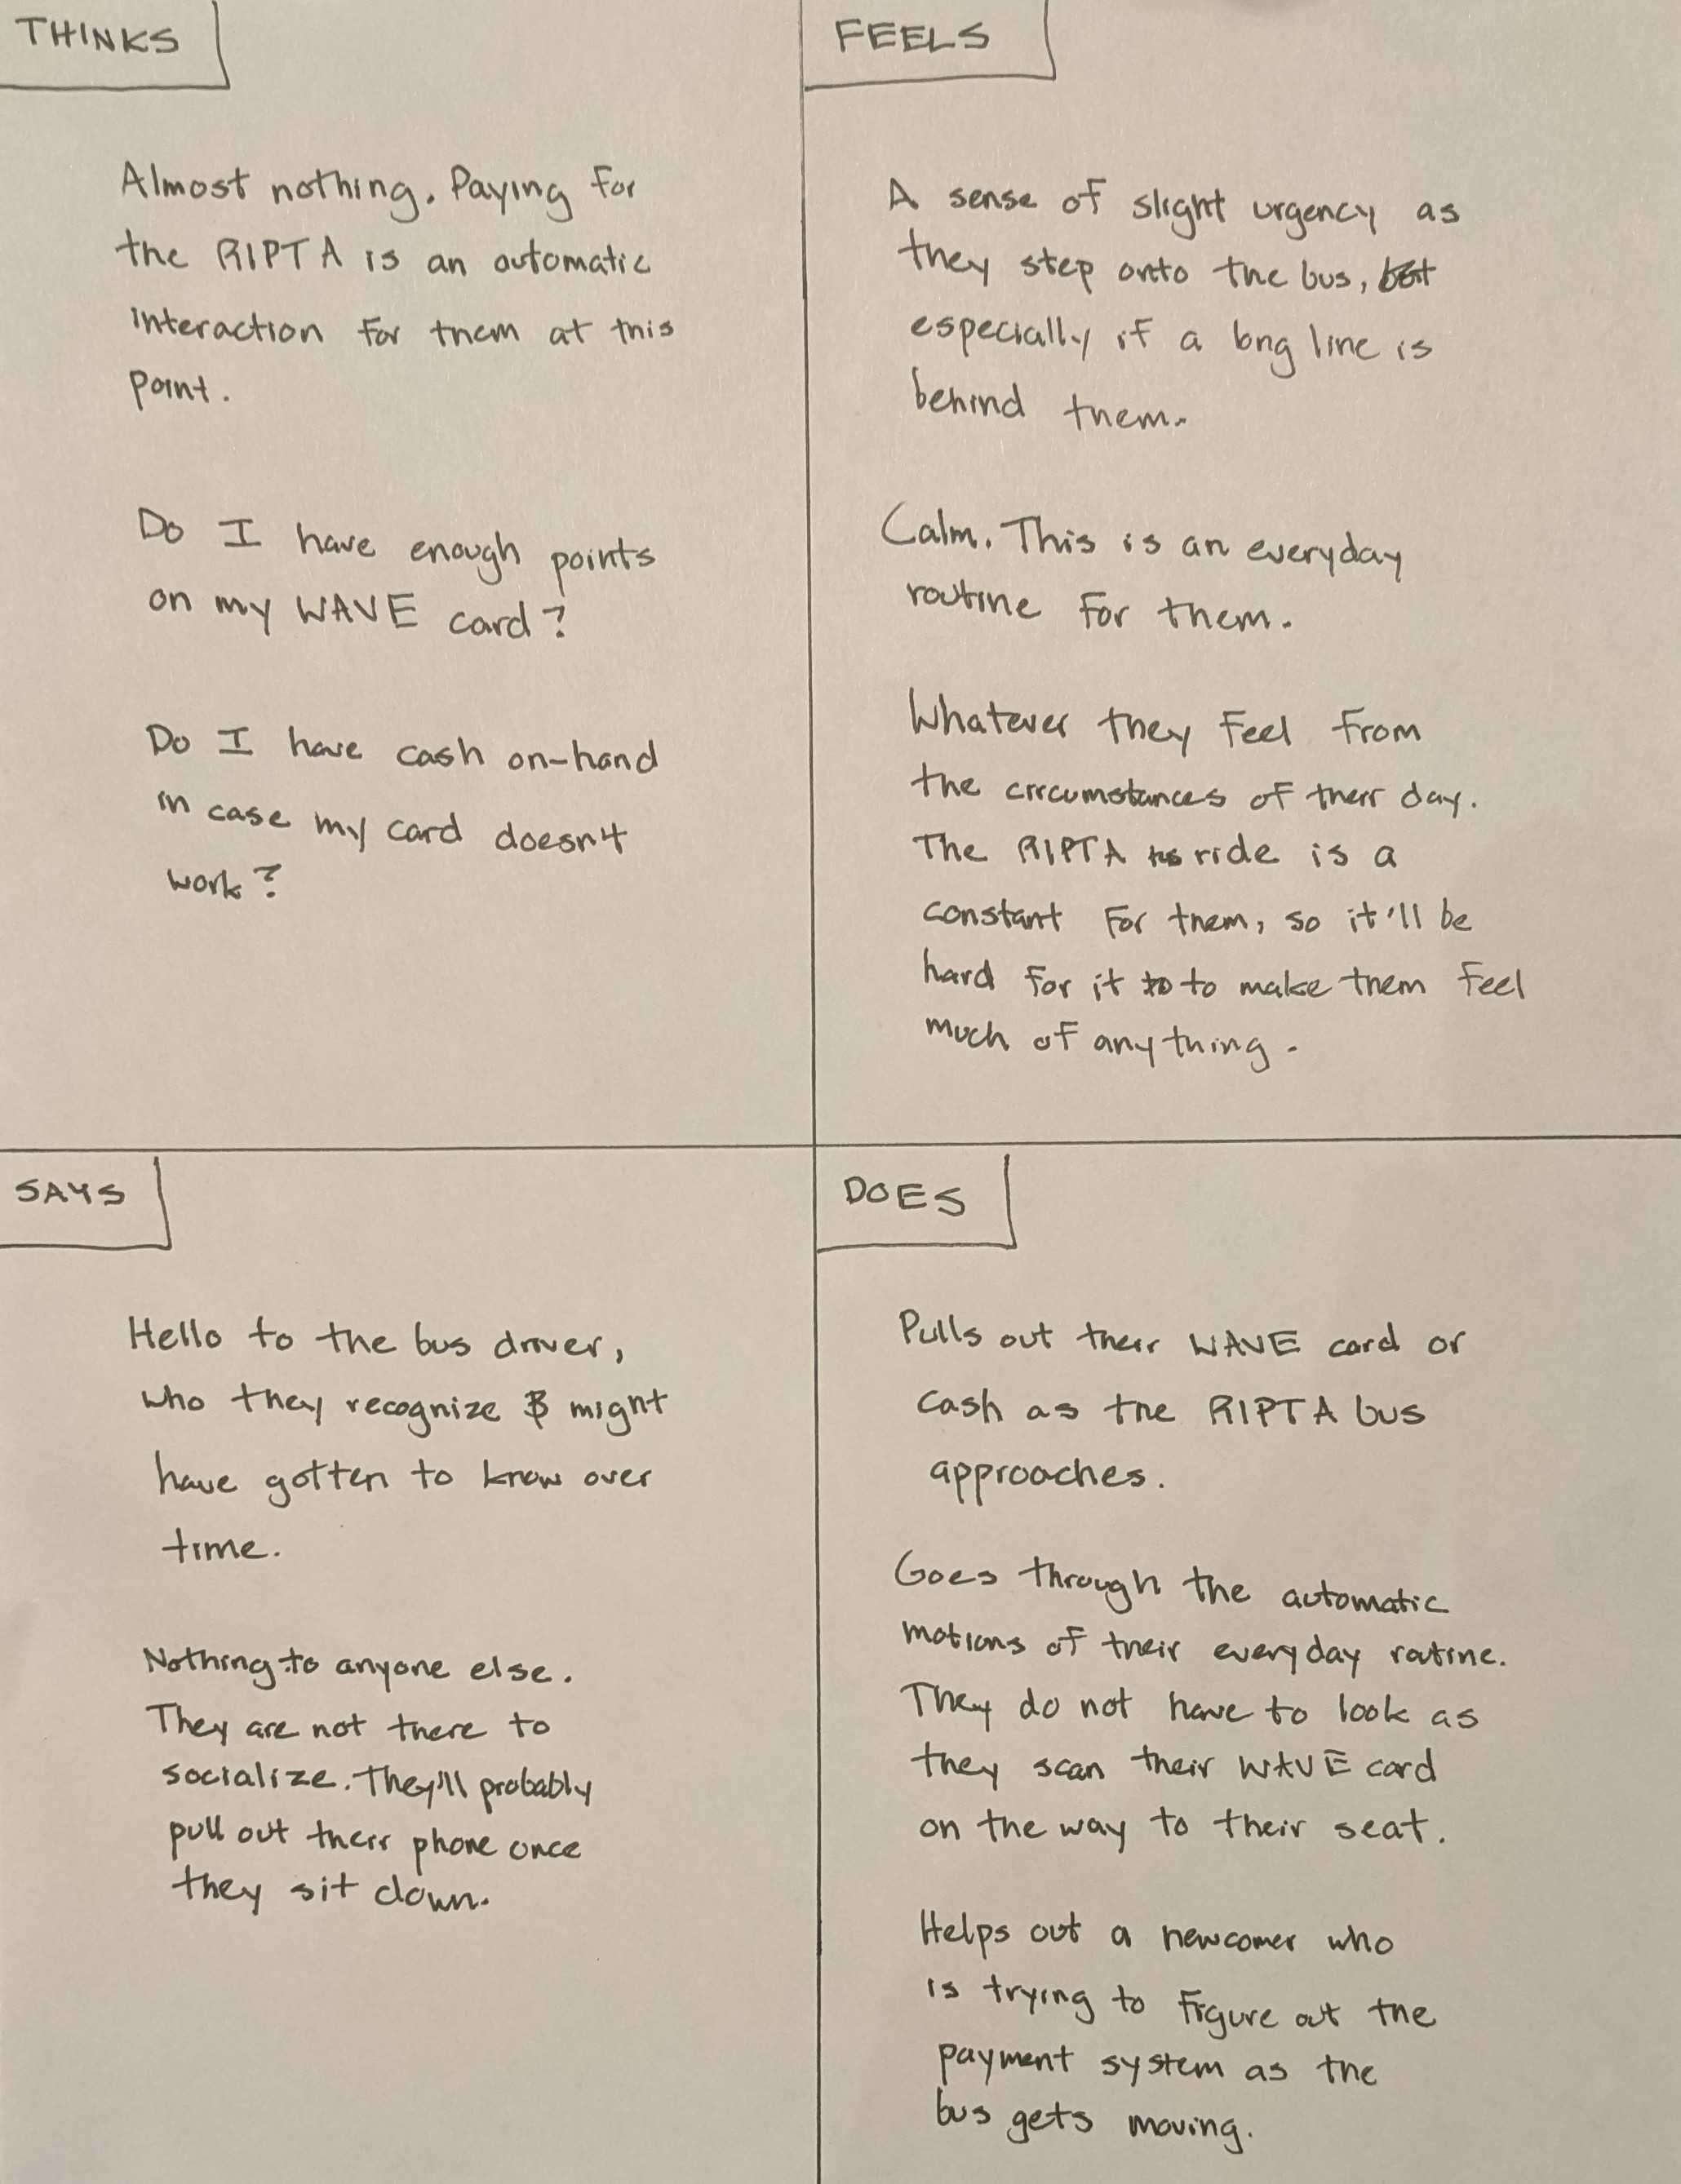 THINKS
Almost nothing. Paying for
the RIPTA is an automatic
interaction for them at this
point.
Do I have enough points
on my WAVE card?
Do I have cash on-hand
in case my card doesn't
work?
FEELS
A sense of slight urgency as
they step onto the bus,
especially if a long line is
behind them.
Calm. This is an everyday
routine for them.
Whatever they feel from
the circumstances of their day.
The RIPTA ride is a
constant for them, so it'll be
hard for it to make them feel
much of anything.
SAYS
Hello to the bus driver,
who they recognize & might
have gotten to know over
time.
Nothing to anyone else.
They are not there to
socialize. They'll probably
pull out their phone once
they sit down.
DOES
Pulls out their WAVE card or
cash as the RIPTA bus
approaches.
Goes through the automatic
motions of their everyday routine.
They do not have to look as
they scan their WAVE card
on the way to their seat.
Helps out a newcomer who
is trying to figure out the
payment system as the
bus gets moving.